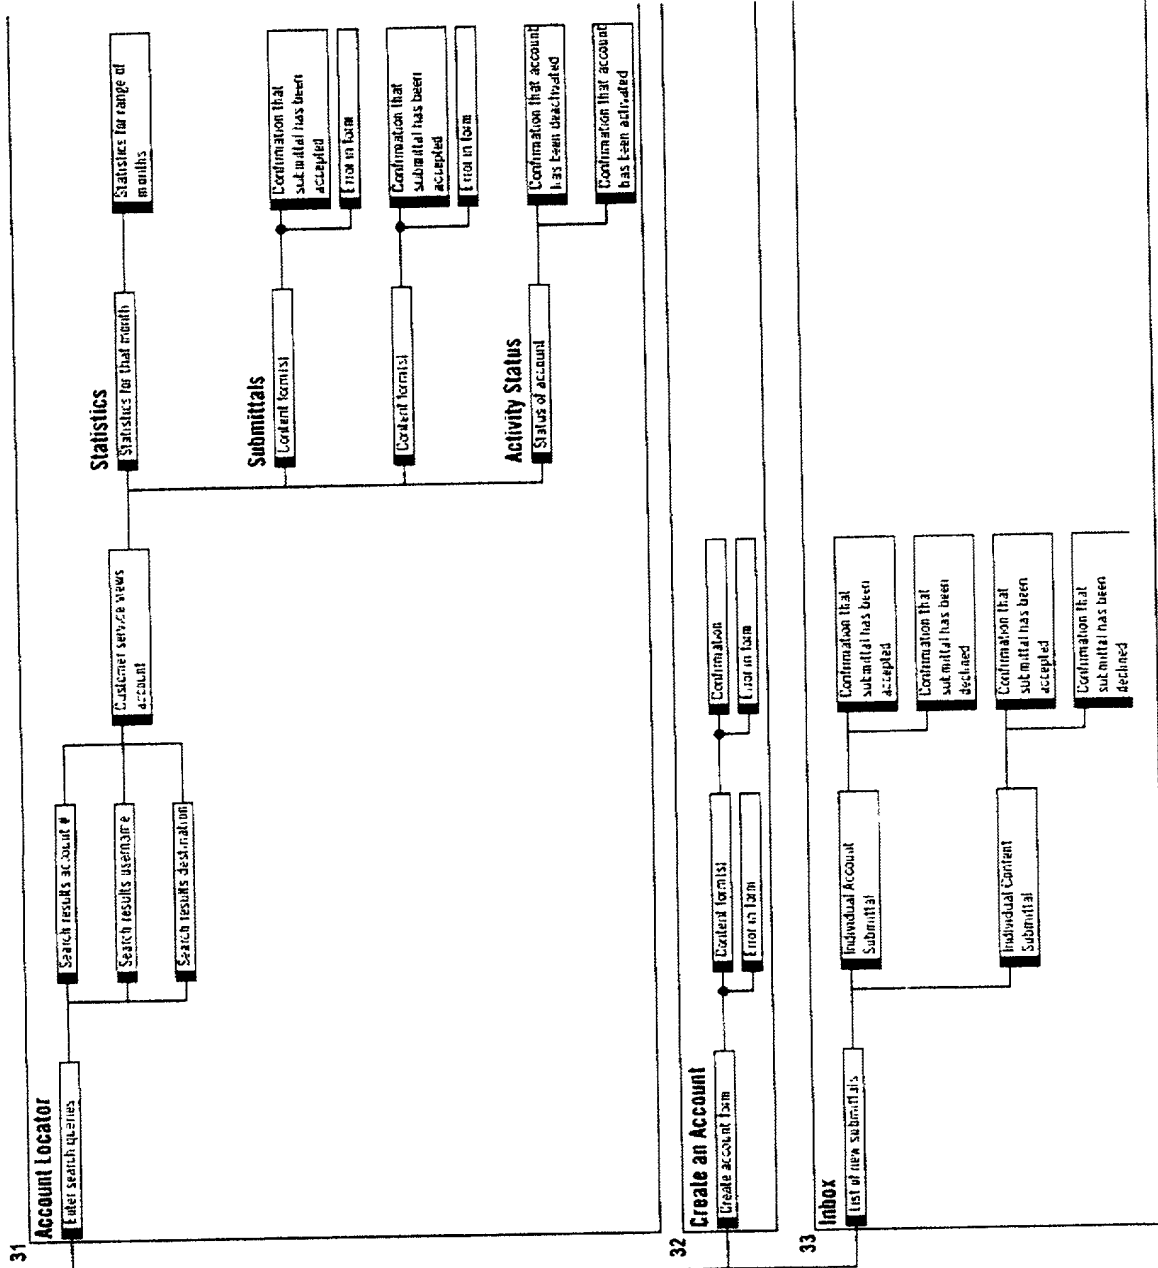 31
Account Locator
Enter search queries
Search results account #
Search results username
Search results destination
Customer service views
account
Statistics
Statistics for that month
Statistics for range of
months
Submittals
Content form(s)
Confirmation that
submittal has been
accepted
Error in form
Content form(s)
Confirmation that
submittal has been
accepted
Error in form
Activity Status
Status of account
Confirmation that account
has been deactivated
Confirmation that account
has been activated
32
Create an Account
Create account form
Content form(s)
Error in form
Confirmation
Error in form
33
Inbox
List of new submittals
Individual Account
Submittal
Confirmation that
submittal has been
accepted
Confirmation that
submittal has been
declined
Individual Content
Submittal
Confirmation that
submittal has been
accepted
Confirmation that
submittal has been
declined